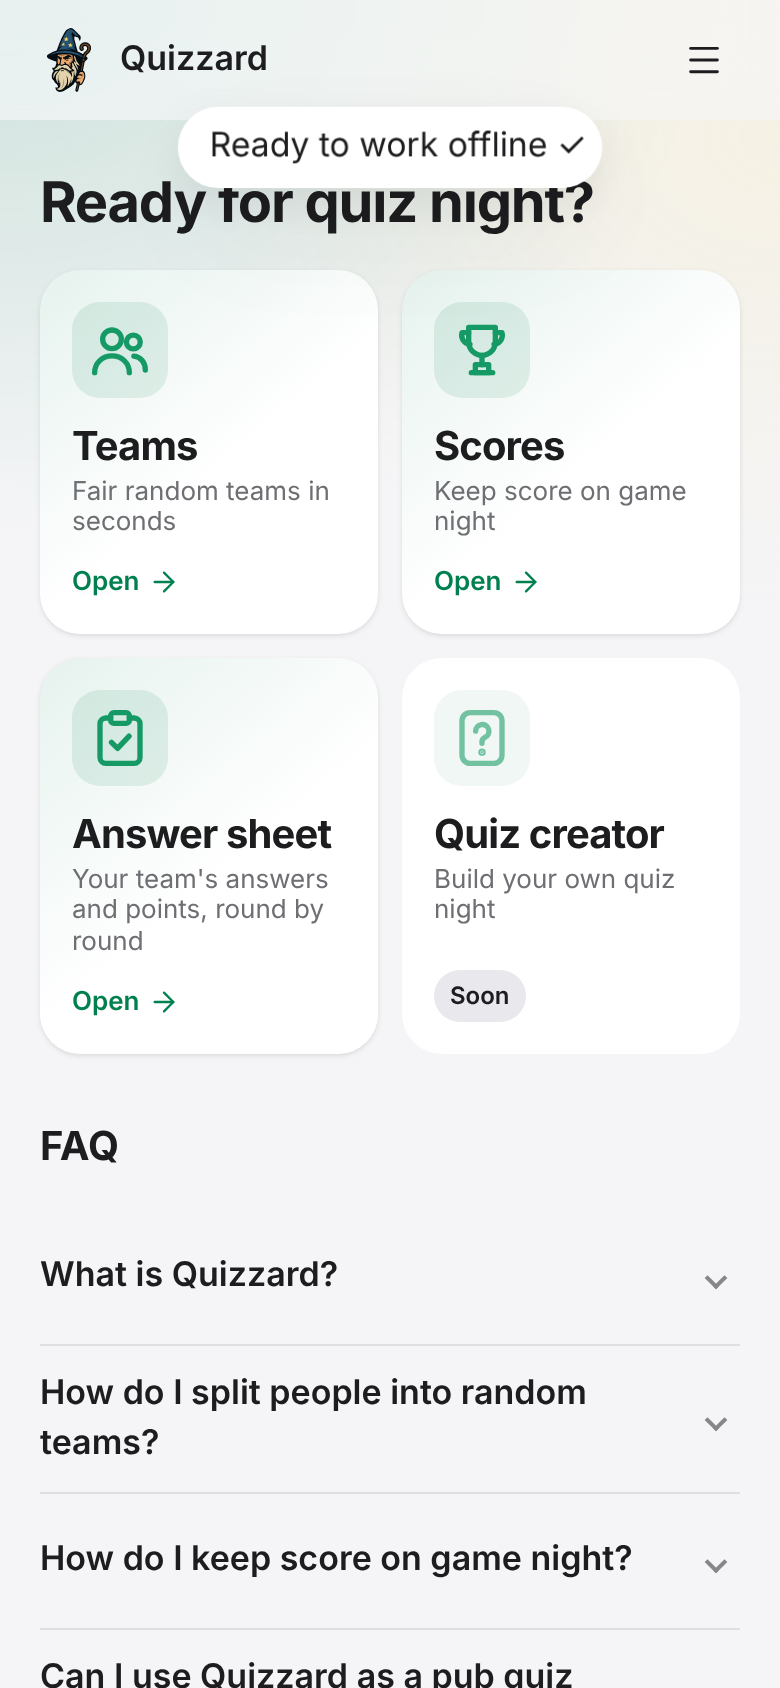 Quizzard
Ready to work offline
Ready for quiz night?
Teams
Fair random teams in
seconds
Open
Scores
Keep score on game
night
Open
Answer sheet
Your team's answers
and points, round by
round
Open
Quiz creator
Build your own quiz
night
Soon
FAQ
What is Quizzard?
How do I split people into random
teams?
How do I keep score on game night?
Can I use Quizzard as a pub quiz